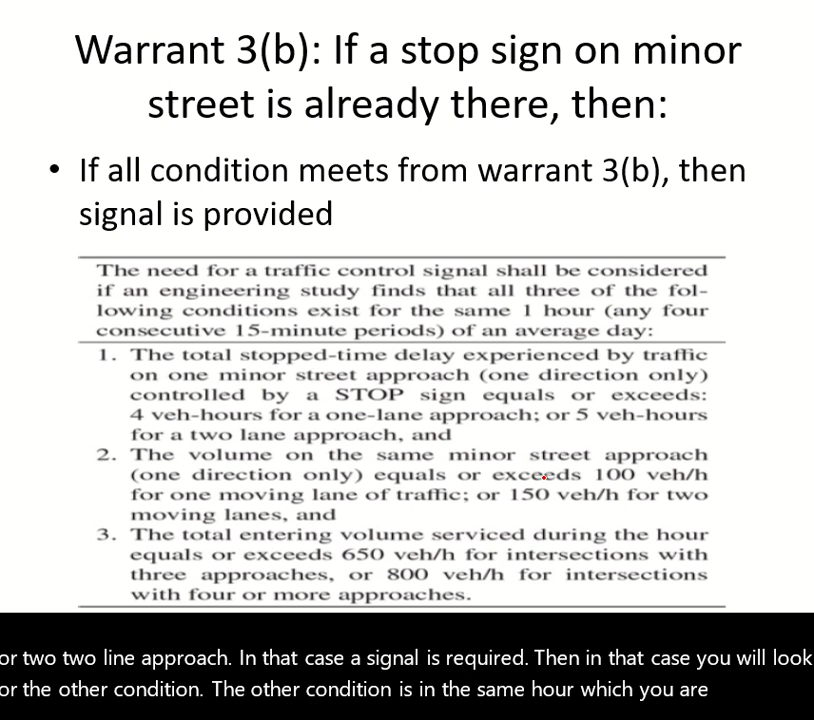 Warrant 3(b): If a stop sign on minor
street is already there, then:
• If all condition meets from warrant 3(b), then
signal is provided
The need for a traffic control signal shall be considered
if an engineering study finds that all three of the fol-
lowing conditions exist for the same 1 hour (any four
consecutive 15-minute periods) of an average day:
1. The total stopped-time delay experienced by traffic
on one minor street approach (one direction only)
controlled by a STOP sign equals or exceeds:
4 veh-hours for a one-lane approach; or 5 veh-hours
for a two lane approach, and
2. The volume on the same minor street approach
(one direction only) equals or exceeds 100 veh/h
for one moving lane of traffic; or 150 veh/h for two
moving lanes, and
3. The total entering volume serviced during the hour
equals or exceeds 650 veh/h for intersections with
three approaches, or 800 veh/h for intersections
with four or more approaches.
or two two line approach. In that case a signal is required. Then in that case you will look
or the other condition. The other condition is in the same hour which you are